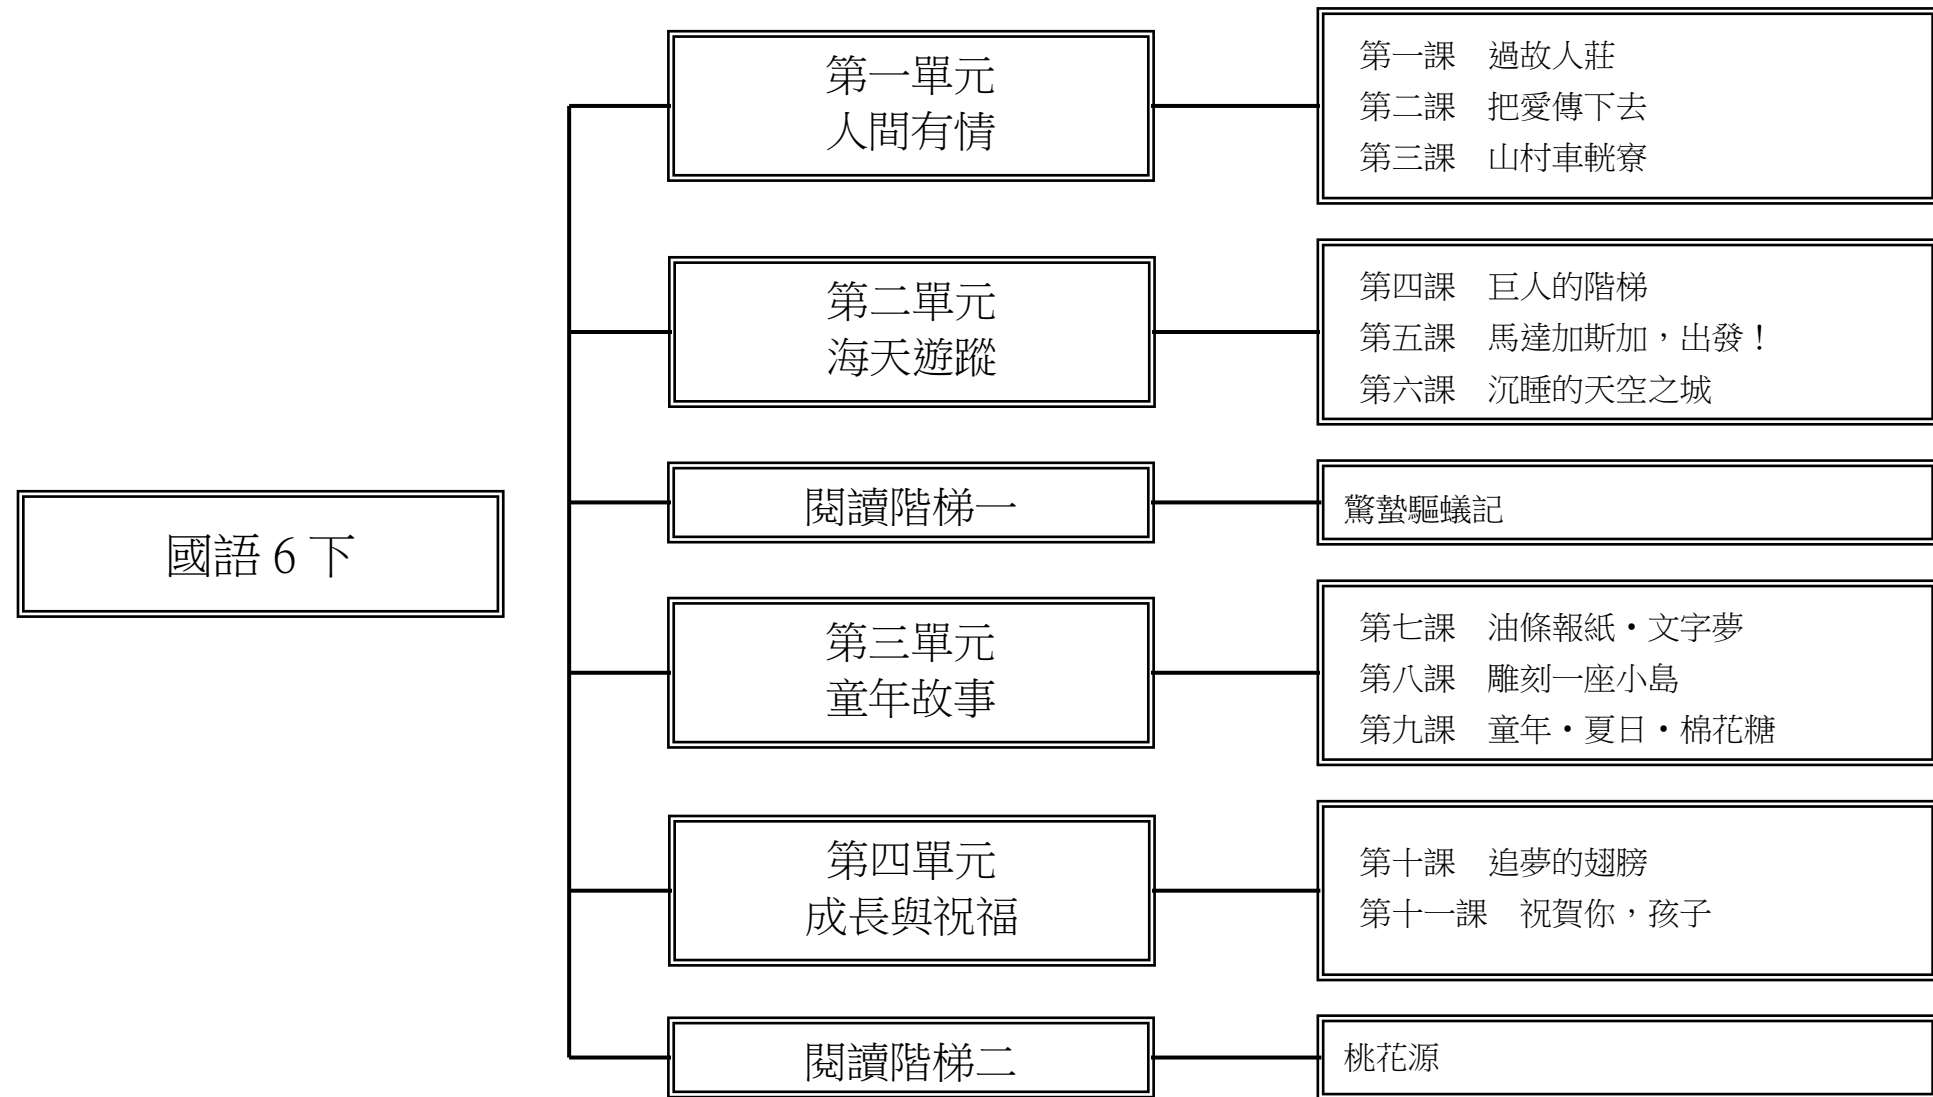 國語 6 下
第一單元
人間有情
第一課　過故人莊
第二課　把愛傳下去
第三課　山村車輄寮
第二單元
海天遊蹤
第四課　巨人的階梯
第五課　馬達加斯加，出發！
第六課　沉睡的天空之城
閱讀階梯一
驚蟄驅蟻記
第三單元
童年故事
第七課　油條報紙・文字夢
第八課　雕刻一座小島
第九課　童年・夏日・棉花糖
第四單元
成長與祝福
第十課　追夢的翅膀
第十一課　祝賀你，孩子
閱讀階梯二
桃花源